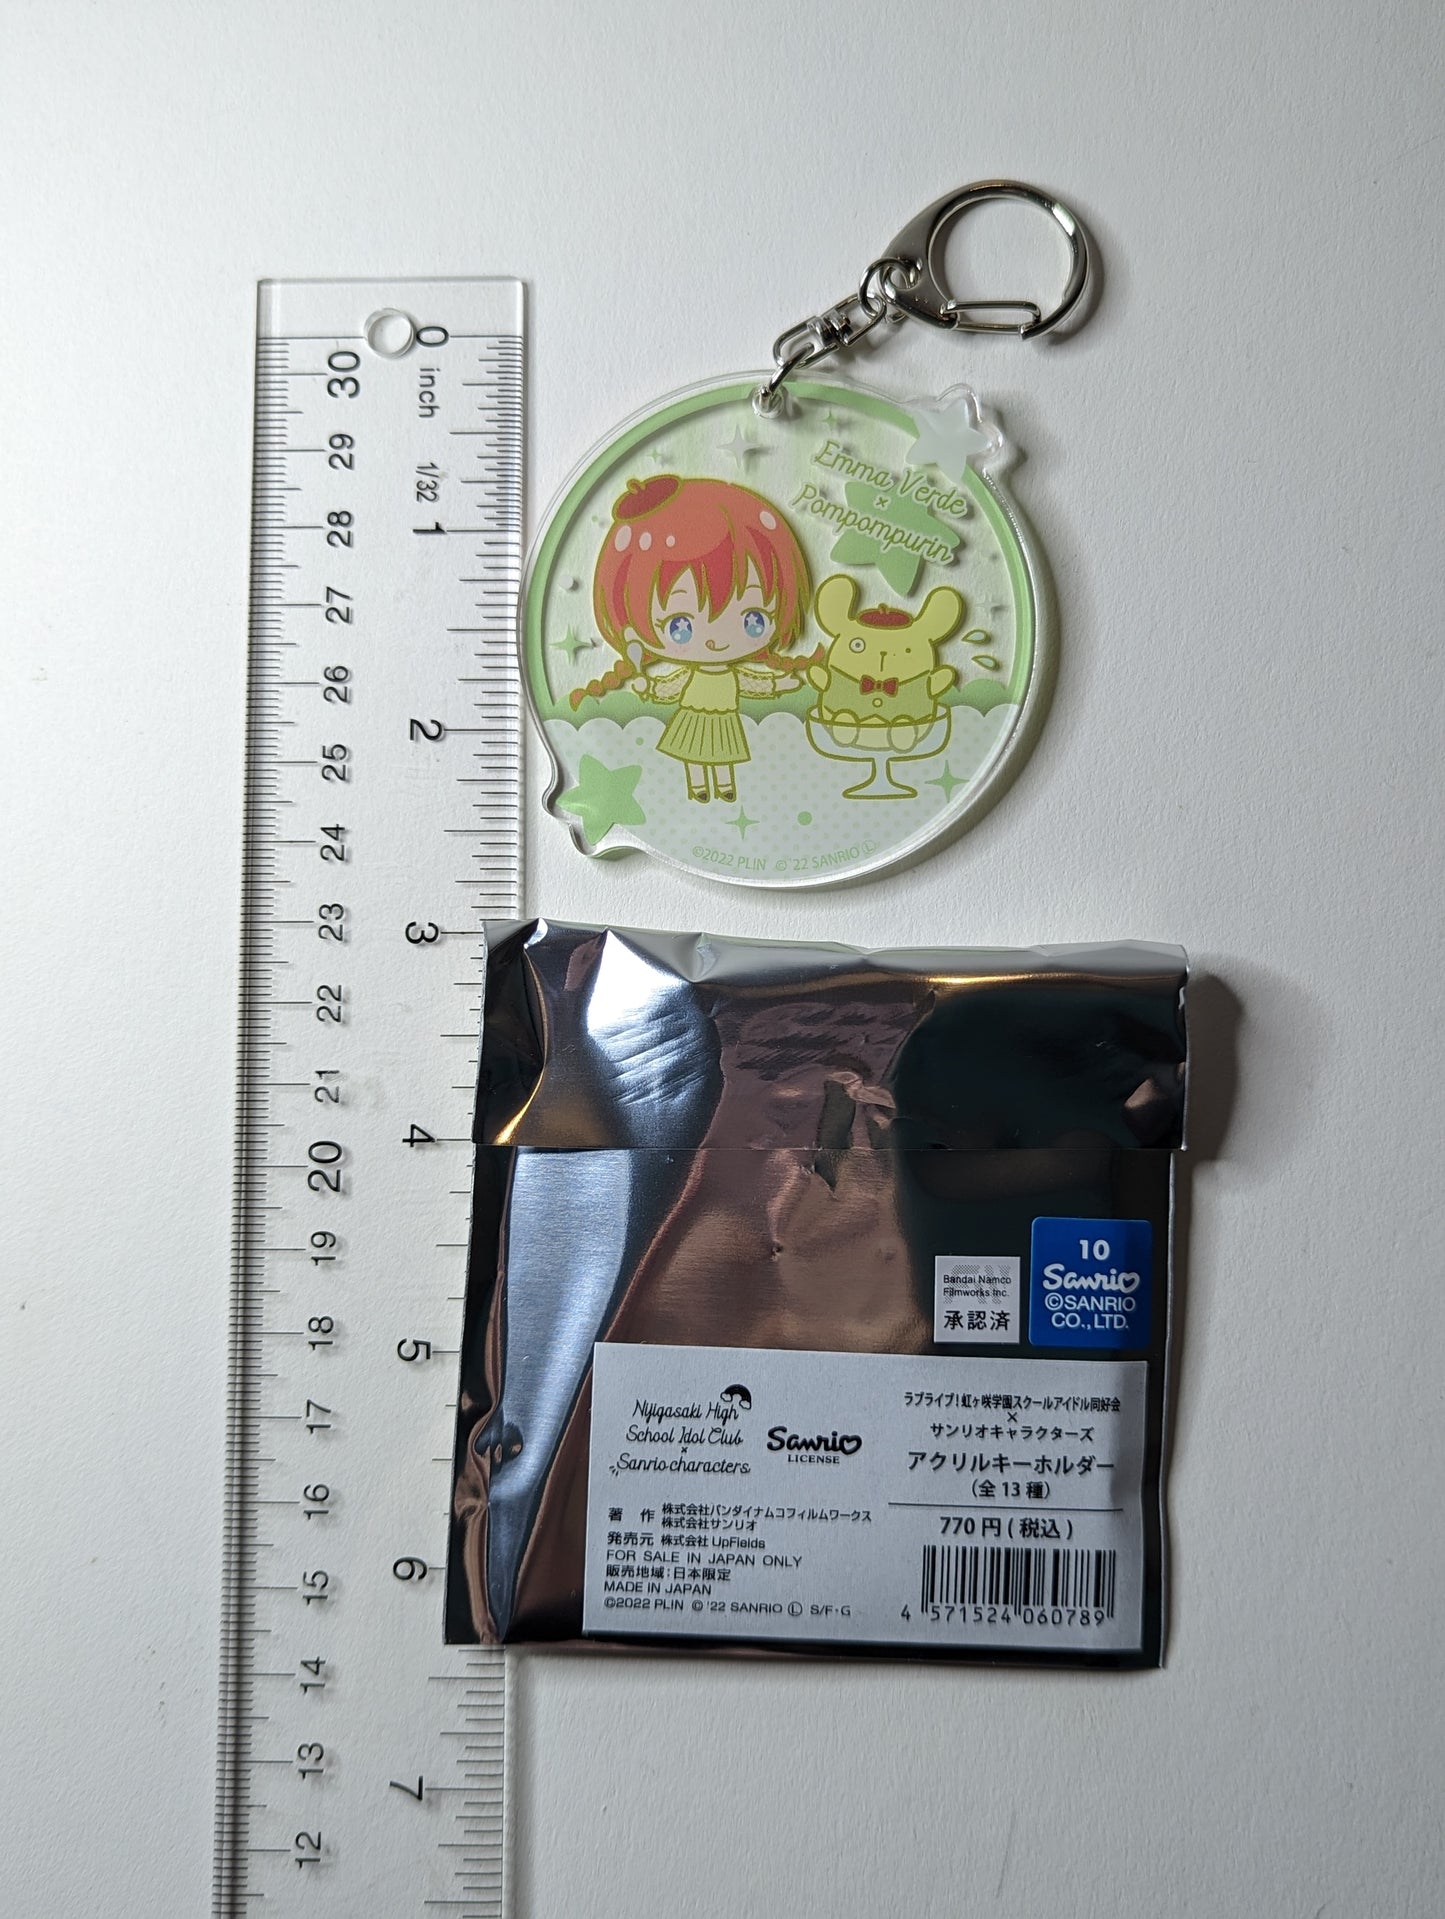 0
inch
1/32
1
2
3
4
5
6
7
30
29
28
27
26
25
24
23
22
21
20
19
18
17
16
15
14
13
12
Emma Verde
×
Pompompurin
©2022 PLIN © '22 SANRIO Ⓛ
Bandai Namco
Filmworks Inc.
承認済
10
Sanrio
©SANRIO
CO.,LTD.
Nijigasaki High
School Idol Club
×
Sanrio characters
Sanrio
LICENSE
ラブライブ!虹ヶ咲学園スクールアイドル同好会
×
サンリオキャラクターズ
アクリルキーホルダー
(全13種)
770円(税込)
4 571524 060789
著 作 株式会社バンダイナムコフィルムワークス
株式会社サンリオ
発売元 株式会社UpFields
FOR SALE IN JAPAN ONLY
販売地域:日本限定
MADE IN JAPAN
©2022 PLIN © '22 SANRIO Ⓛ S/F・G